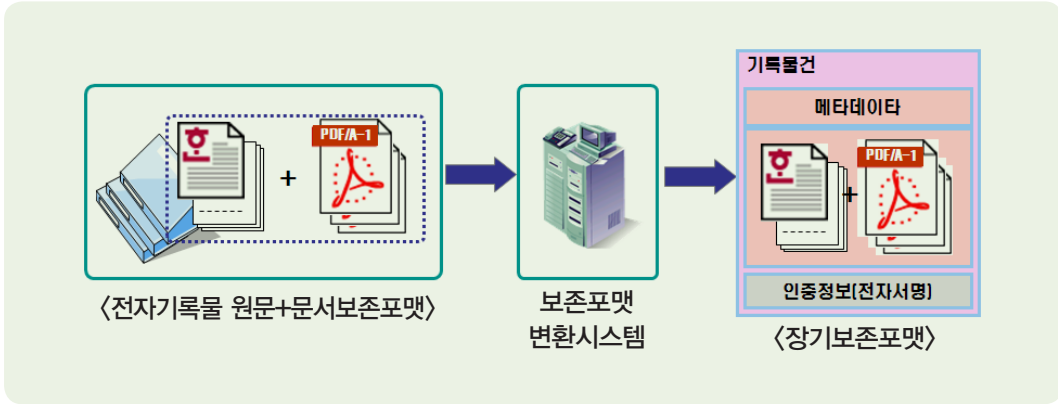 기록물건
메타데이타
흔
PDF/A-1
+
흔
PDF/A-1
+
인증정보(전자서명)
〈전자기록물 원문+문서보존포맷〉
보존포맷
변환시스템
〈장기보존포맷〉